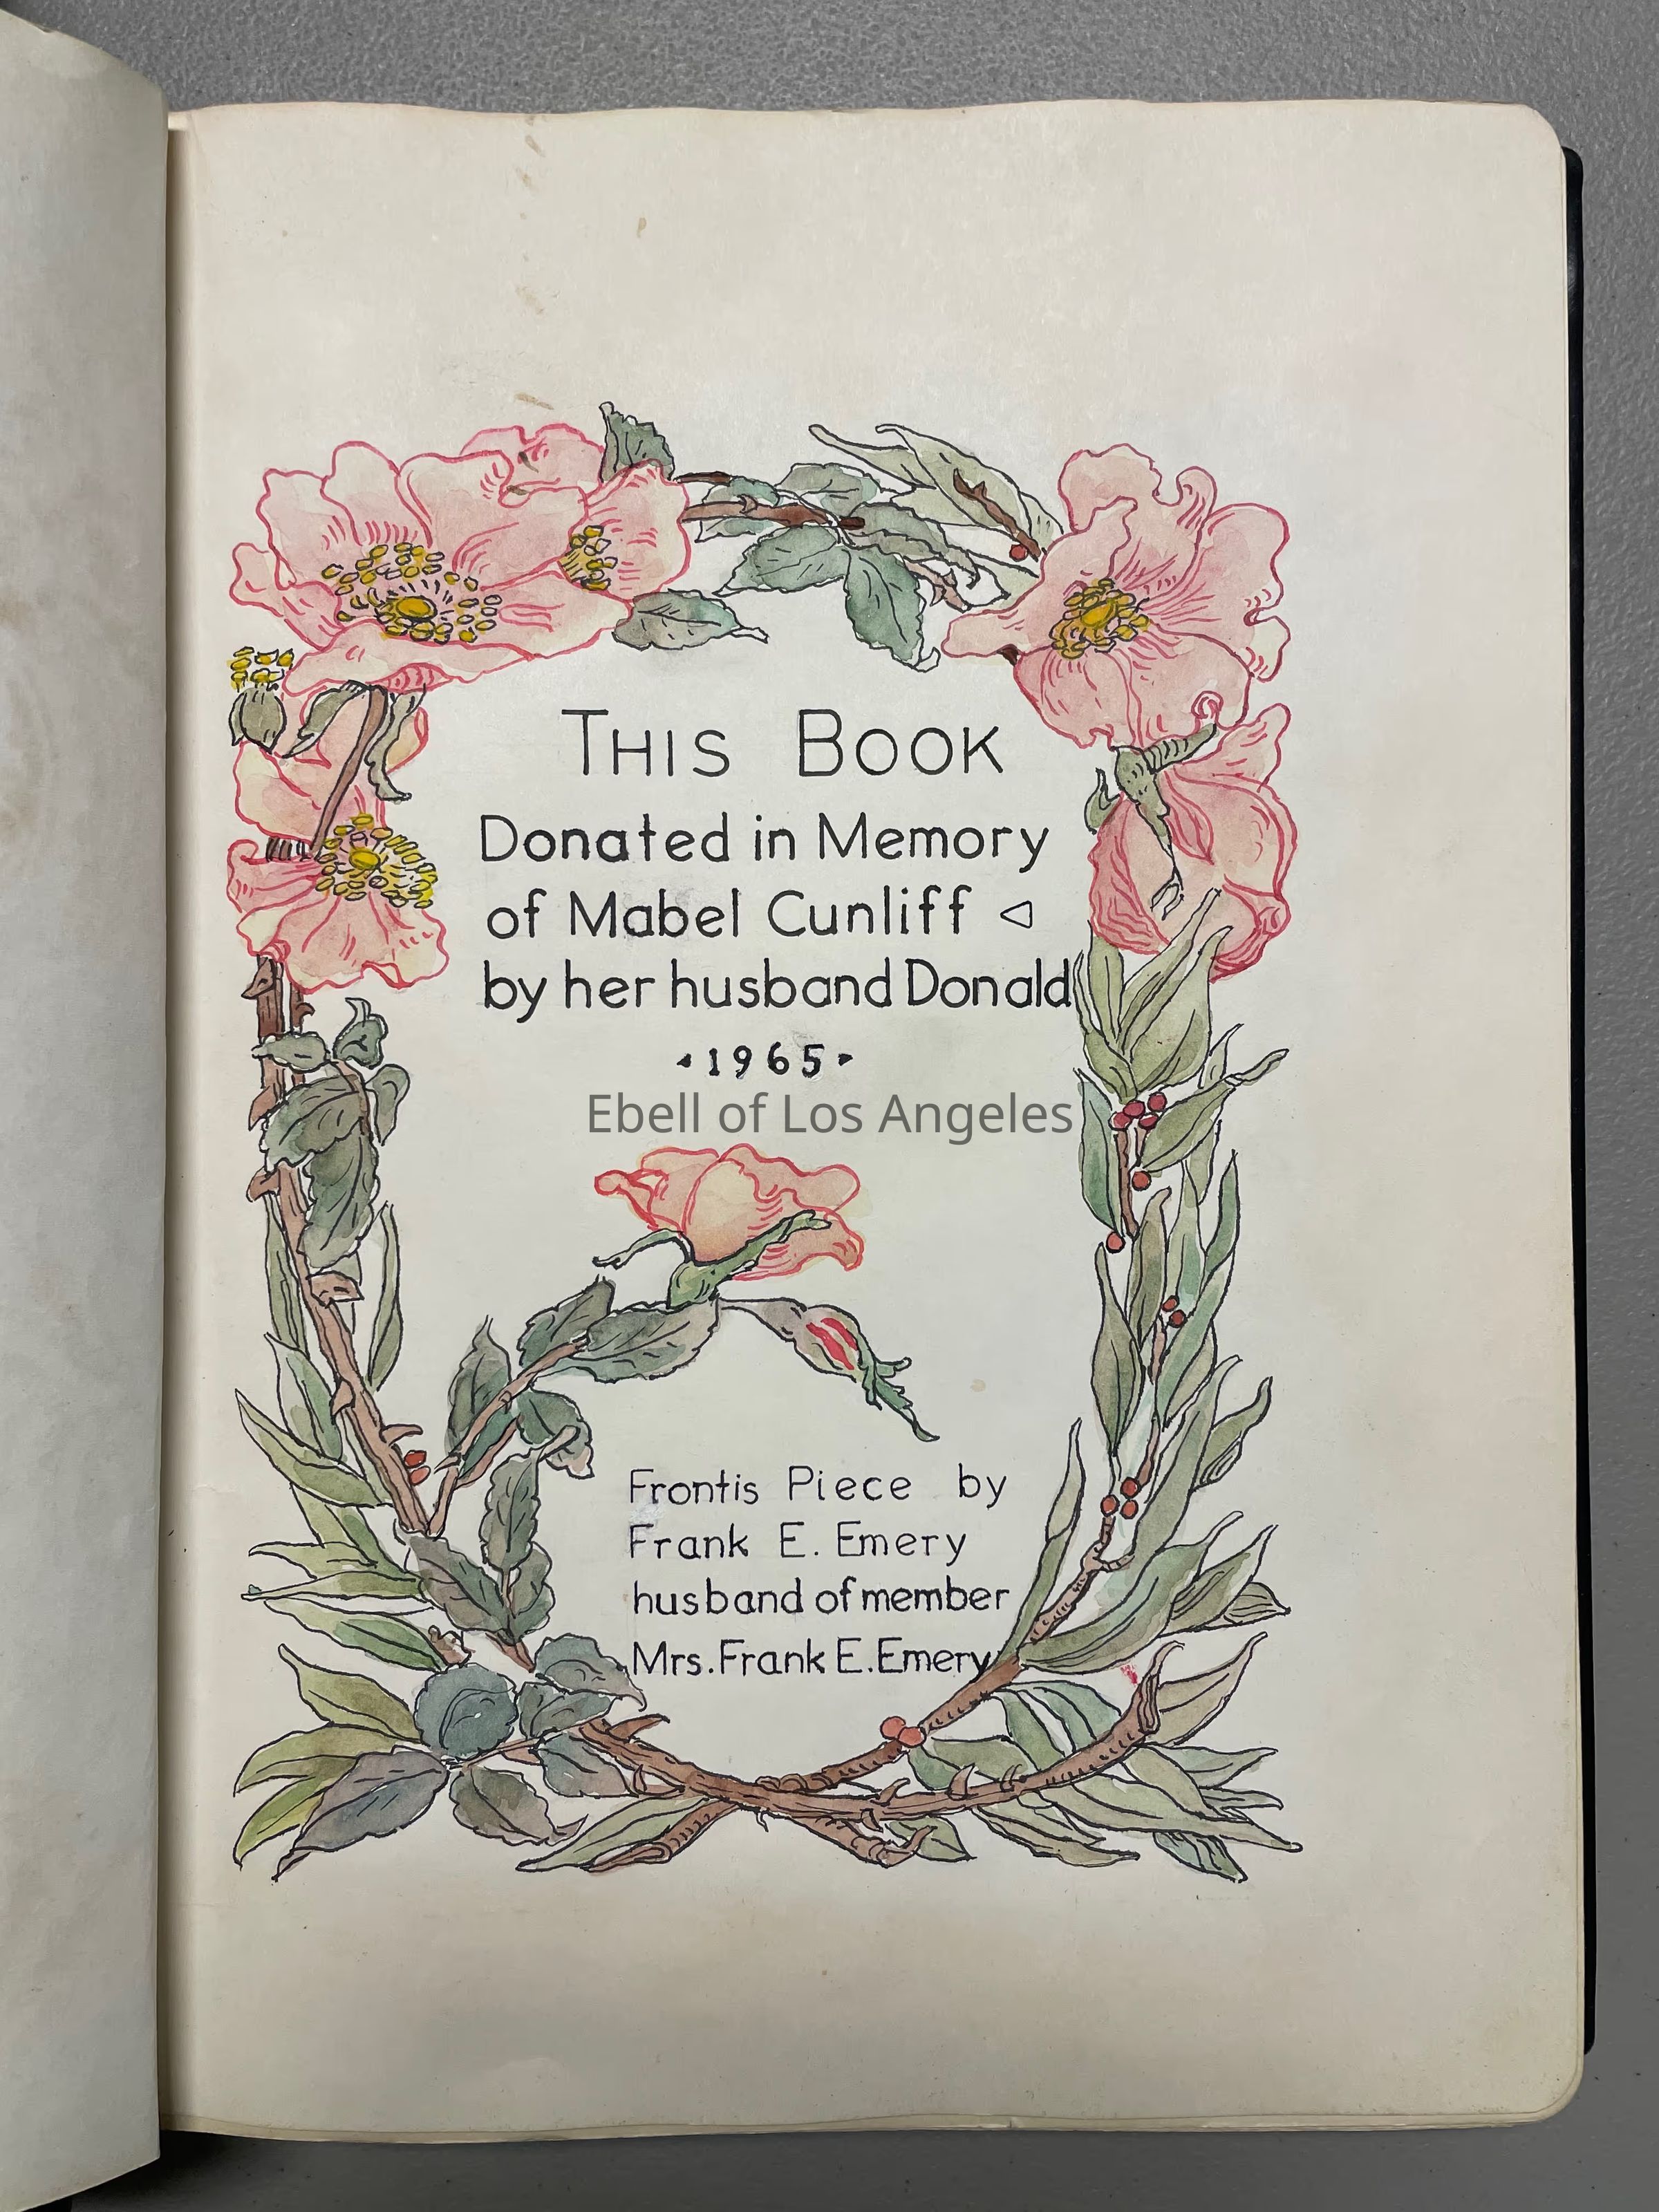 THIS BOOK
Donated in Memory
of Mabel Cunliff
by her husband Donald
·1965·
Ebell of Los Angeles
Frontis Piece by
Frank E. Emery
husband of member
Mrs. Frank E. Emery